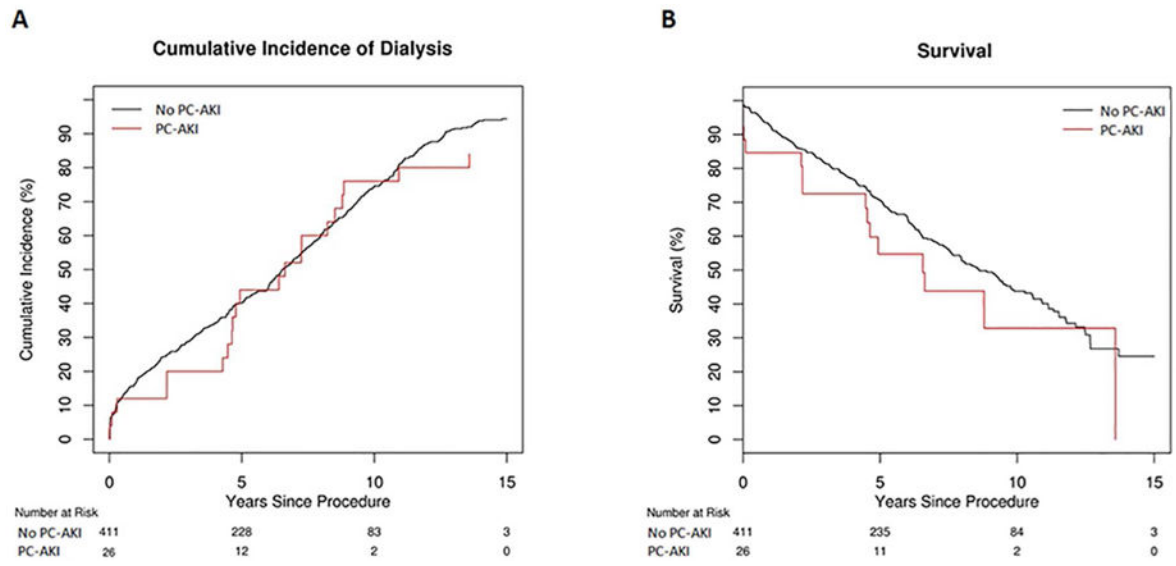 A
Cumulative Incidence of Dialysis
No PC-AKI
PC-AKI
Cumulative Incidence (%)
90
80
70
60
50
40
30
20
10
0
0 5 10 15
Years Since Procedure
Number at Risk
No PC-AKI 411 228 83 3
PC-AKI 26 12 2 0
B
Survival
No PC-AKI
PC-AKI
Survival (%)
90
80
70
60
50
40
30
20
10
0
0 5 10 15
Years Since Procedure
Number at Risk
No PC-AKI 411 235 84 3
PC-AKI 26 11 2 0